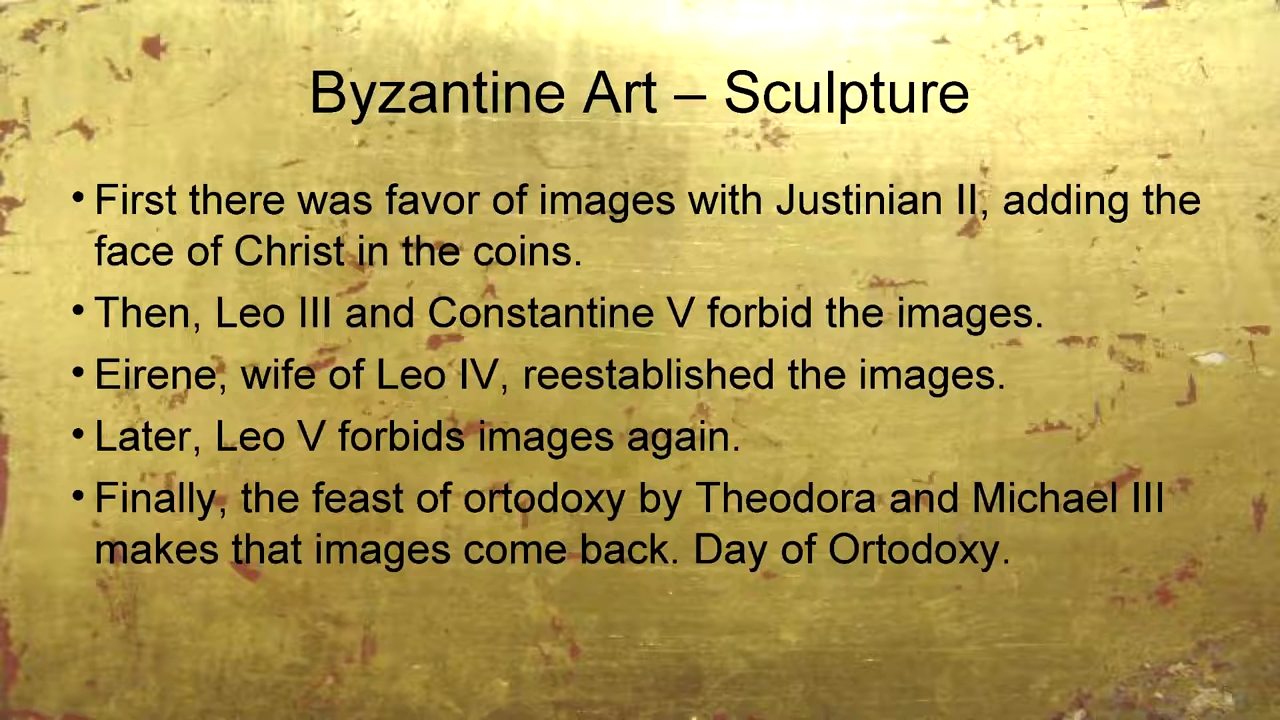 Byzantine Art – Sculpture
• First there was favor of images with Justinian II, adding the
face of Christ in the coins.
• Then, Leo III and Constantine V forbid the images.
• Eirene, wife of Leo IV, reestablished the images.
• Later, Leo V forbids images again.
• Finally, the feast of ortodoxy by Theodora and Michael III
makes that images come back. Day of Ortodoxy.